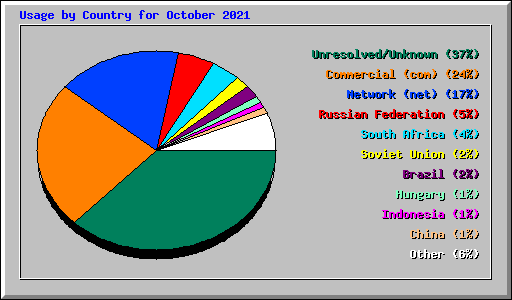 Usage by Country for October 2021
Unresolved/Unknown (37%)
Commercial (com) (24%)
Network (net) (17%)
Russian Federation (5%)
South Africa (4%)
Soviet Union (2%)
Brazil (2%)
Hungary (1%)
Indonesia (1%)
China (1%)
Other (6%)